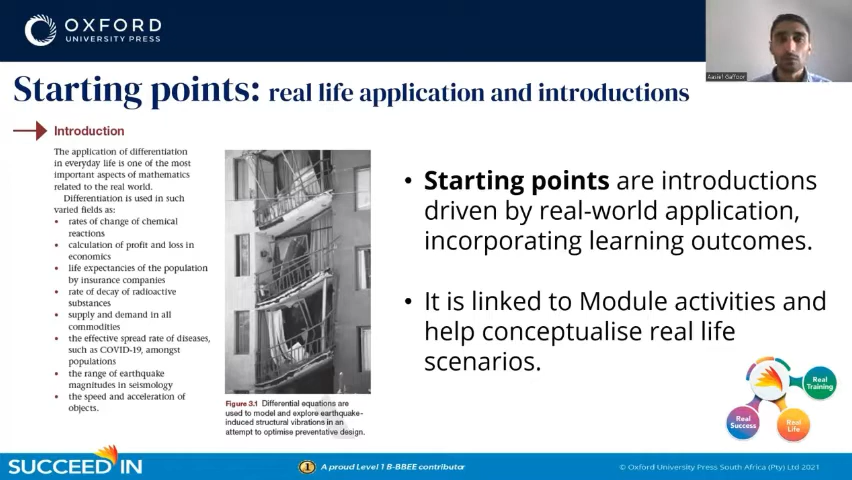 OXFORD
UNIVERSITY PRESS
Aasief Gaffoor
Starting points: real life application and introductions
Introduction
The application of differentiation
in everyday life is one of the most
important aspects of mathematics
related to the real world.
Differentiation is used in such
varied fields as:
• rates of change of chemical
reactions
• calculation of profit and loss in
economics
• life expectancies of the population
by insurance companies
• rate of decay of radioactive
substances
• supply and demand in all
commodities
• the effective spread rate of diseases,
such as COVID-19, amongst
populations
• the range of earthquake
magnitudes in seismology
• the speed and acceleration of
objects.
Figure 3.1 Differential equations are
used to model and explore earthquake-
induced structural vibrations in an
attempt to optimise preventative design.
• Starting points are introductions
driven by real-world application,
incorporating learning outcomes.
• It is linked to Module activities and
help conceptualise real life
scenarios.
Real
Training
Real
Success
Real
Life
SUCCEED IN
1 A proud Level 1 B-BBEE contributor
© Oxford University Press South Africa (Pty) Ltd 2021